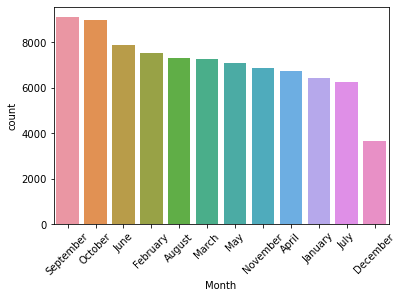 8000
6000
4000
2000
0
count
September
October
June
February
August
March
May
November
April
January
July
December
Month